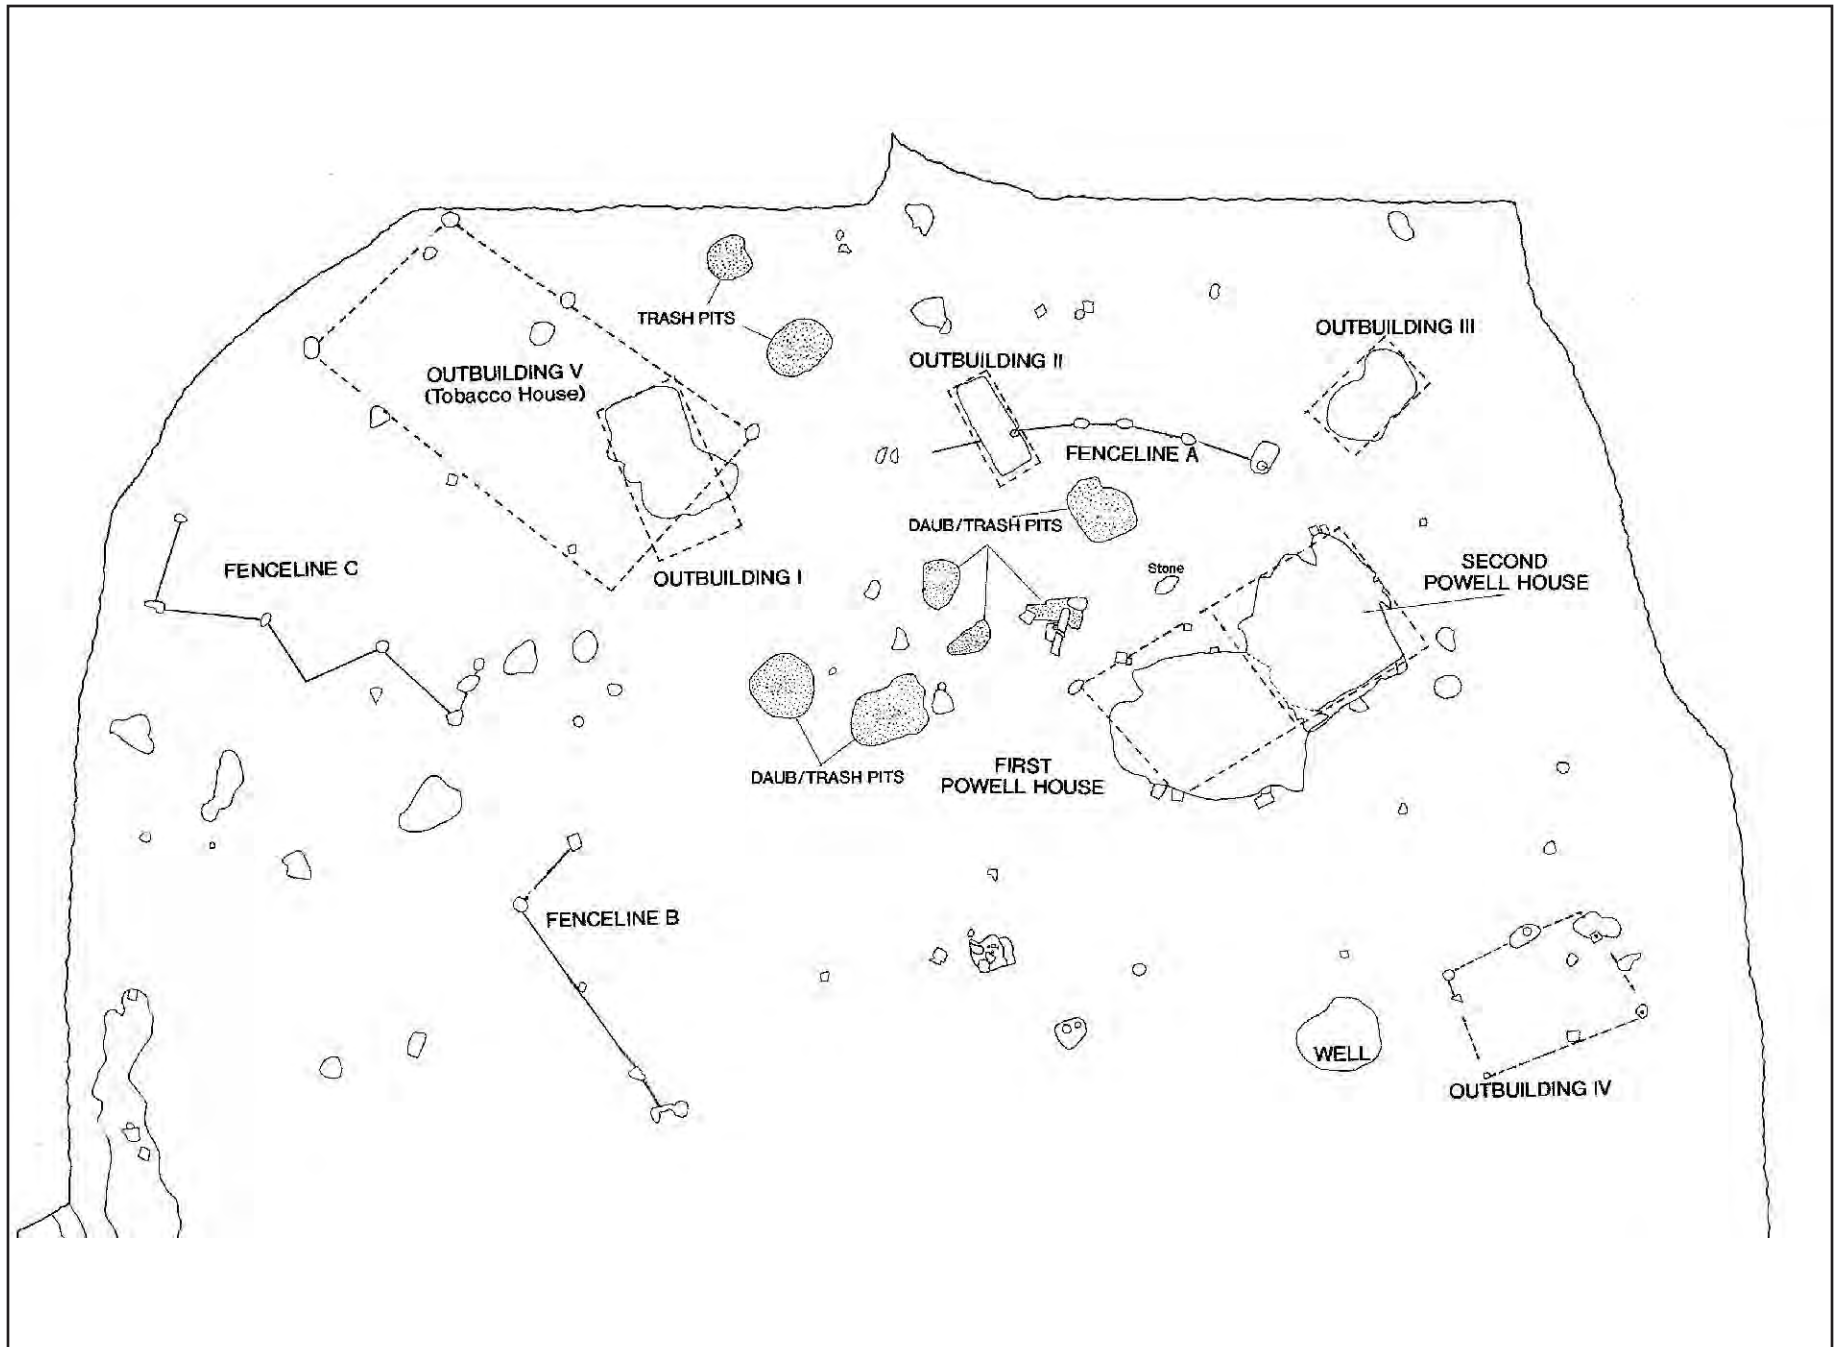 TRASH PITS
OUTBUILDING III
OUTBUILDING II
OUTBUILDING V
(Tobacco House)
FENCELINE A
DAUB/TRASH PITS
SECOND
POWELL HOUSE
Stone
FENCELINE C
OUTBUILDING I
FIRST
POWELL HOUSE
DAUB/TRASH PITS
FENCELINE B
WELL
OUTBUILDING IV